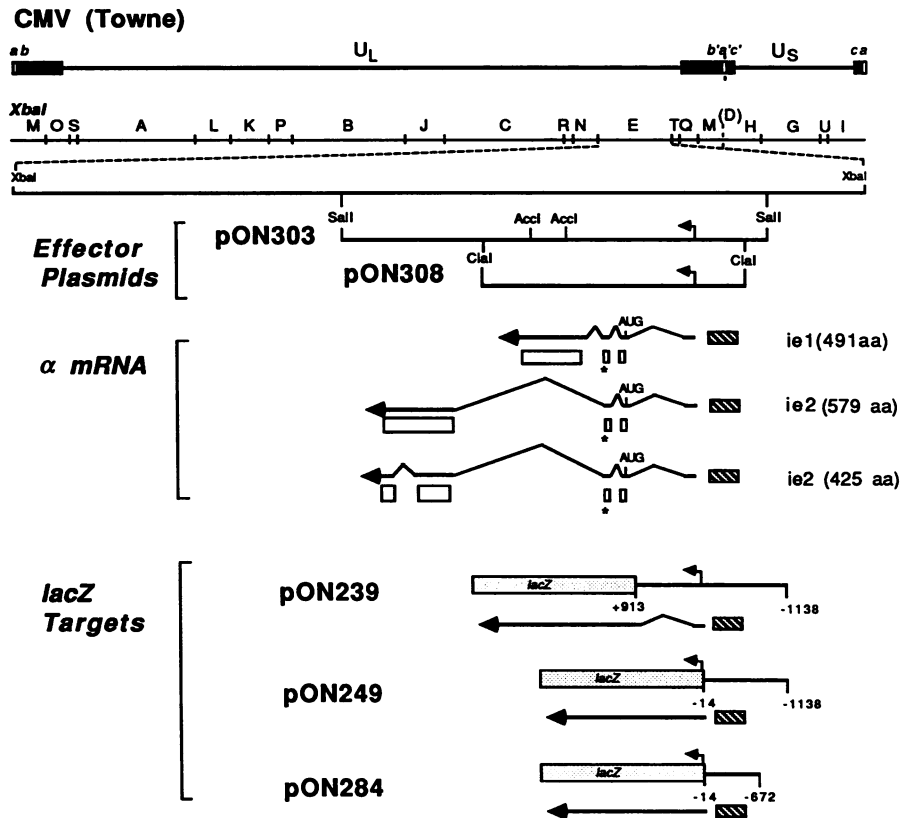 CMV (Towne)
a b
UL
b' a' c'
US
c a
XbaI
M O S A L K P B J C R N E T Q M (D) H G U I
XbaI
XbaI
SalI
AccI AccI
SalI
Effector
Plasmids
pON303
ClaI
ClaI
pON308
α mRNA
AUG
ie1(491aa)
*
AUG
ie2 (579 aa)
*
AUG
ie2 (425 aa)
*
lacZ
Targets
pON239
lacZ
+913
-1138
pON249
lacZ
-14
-1138
pON284
lacZ
-14
-672